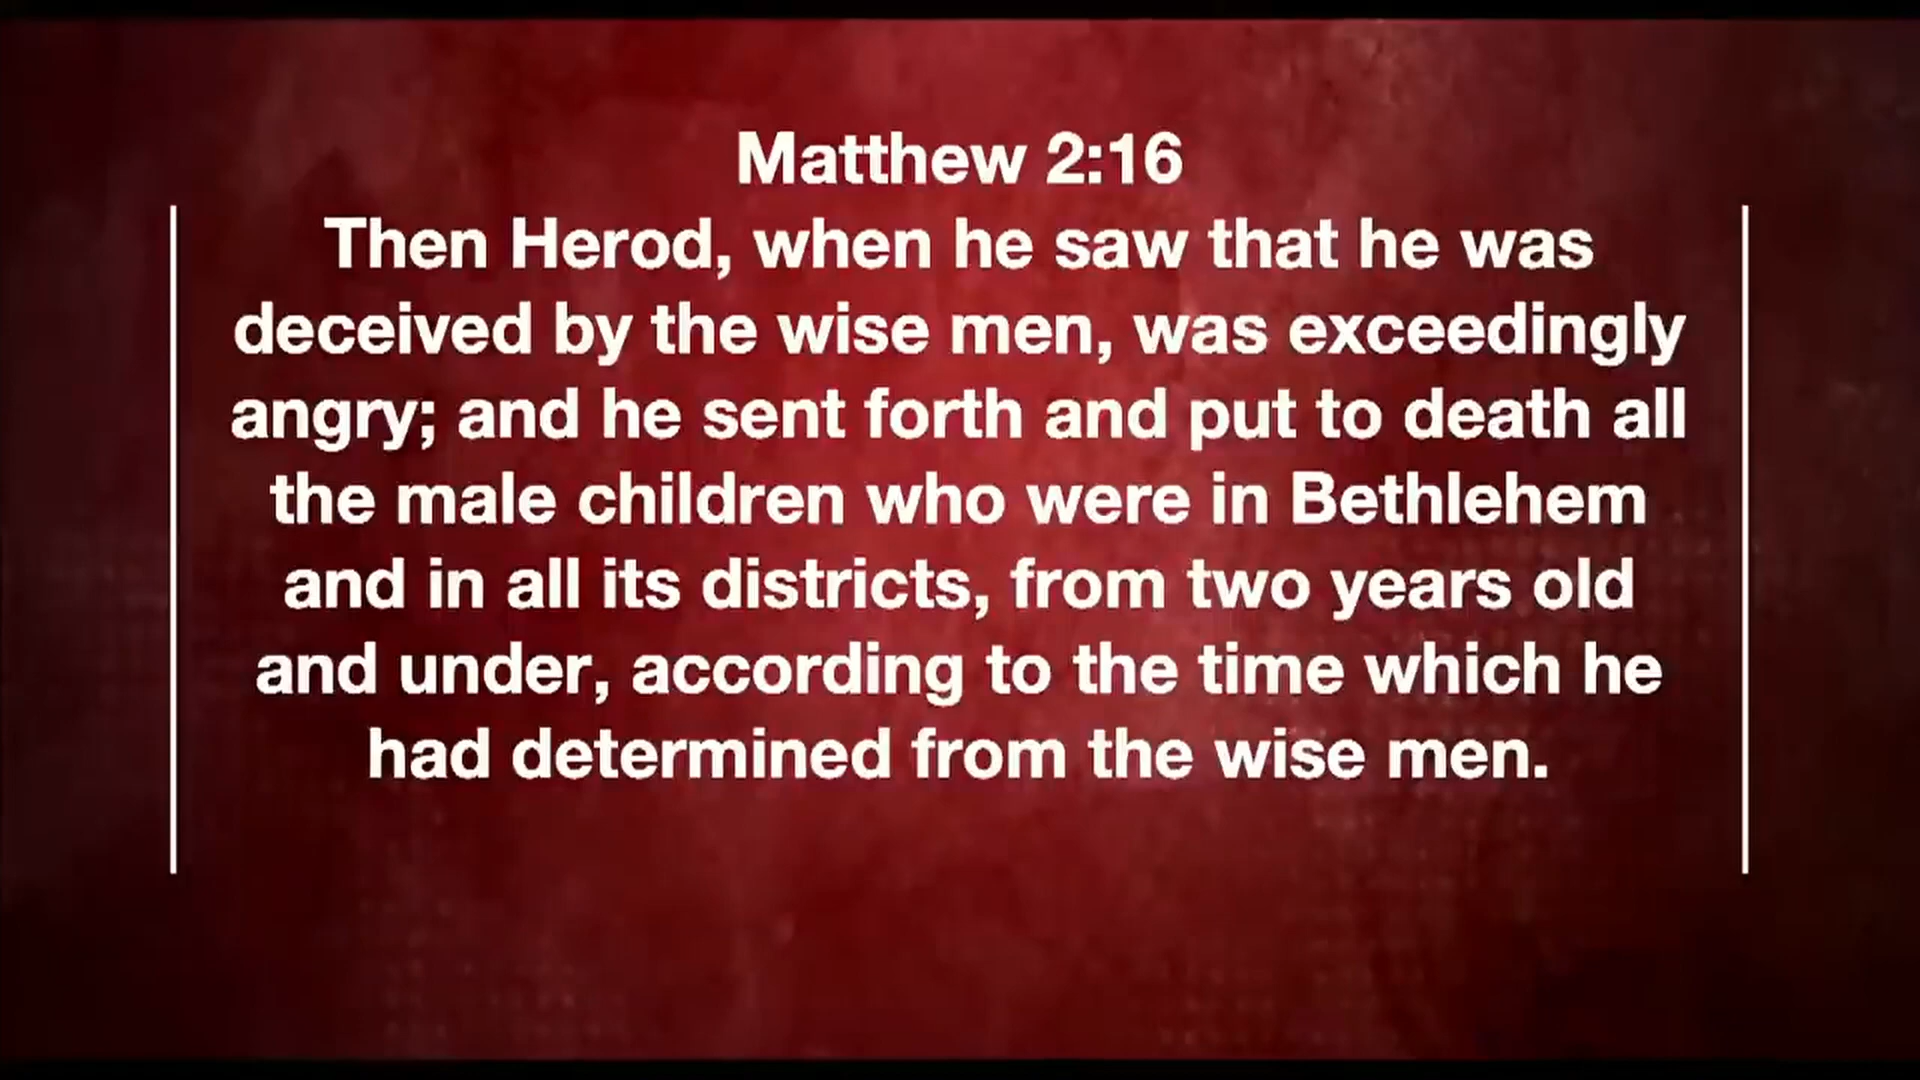 Matthew 2:16
Then Herod, when he saw that he was
deceived by the wise men, was exceedingly
angry; and he sent forth and put to death all
the male children who were in Bethlehem
and in all its districts, from two years old
and under, according to the time which he
had determined from the wise men.